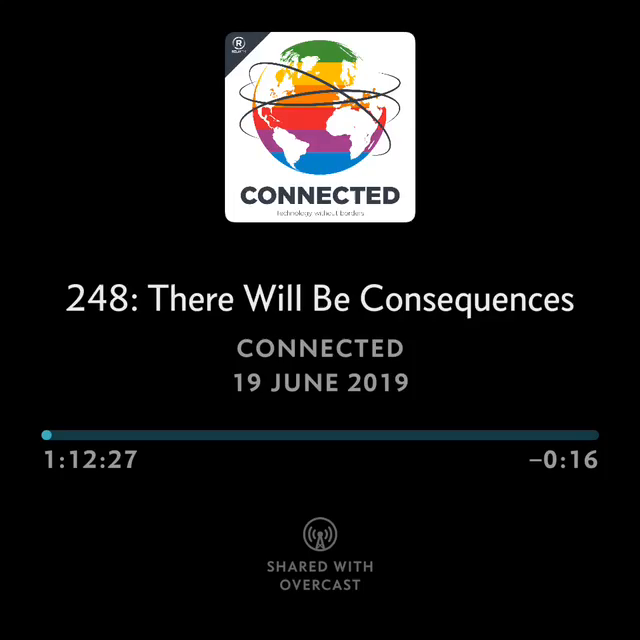 R
RELAY FM
CONNECTED
Technology without borders
248: There Will Be Consequences
CONNECTED
19 JUNE 2019
1:12:27
–0:16
SHARED WITH
OVERCAST